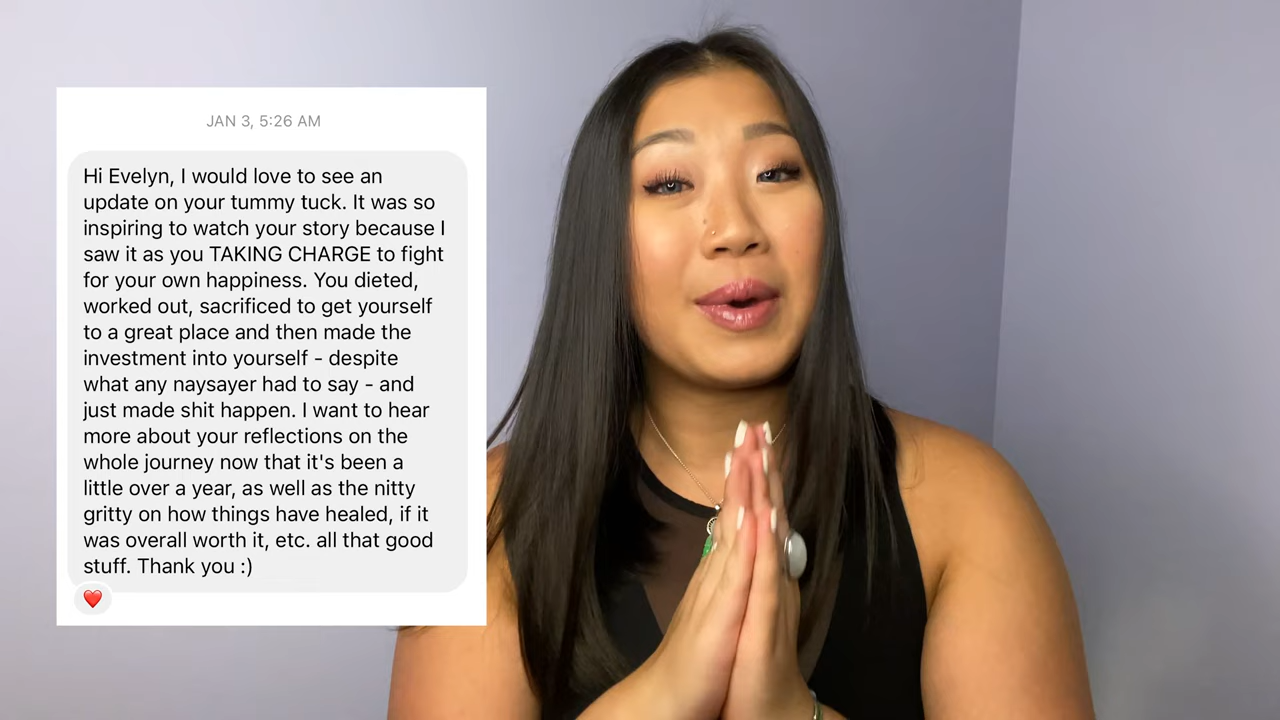 JAN 3, 5:26 AM
Hi Evelyn, I would love to see an
update on your tummy tuck. It was so
inspiring to watch your story because I
saw it as you TAKING CHARGE to fight
for your own happiness. You dieted,
worked out, sacrificed to get yourself
to a great place and then made the
investment into yourself - despite
what any naysayer had to say - and
just made shit happen. I want to hear
more about your reflections on the
whole journey now that it's been a
little over a year, as well as the nitty
gritty on how things have healed, if it
was overall worth it, etc. all that good
stuff. Thank you :)